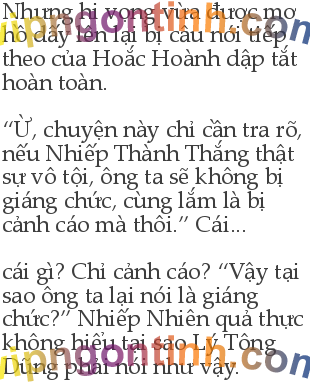 Nhưng hi vọng vừa được mơ
hồ dấy lên lại bị câu nói tiếp
theo của Hoắc Hoành dập tắt
hoàn toàn.
“Ừ, chuyện này chỉ cần tra rõ,
nếu Nhiếp Thành Thắng thật
sự vô tội, ông ta sẽ không bị
giáng chức, cùng lắm là bị
cảnh cáo mà thôi.” Cái...
cái gì? Chỉ cảnh cáo? “Vậy tại
sao ông ta lại nói là giáng
chức?” Nhiếp Nhiên quả thực
không hiểu tại sao Lý Tông
Dũng phải nói như vậy.